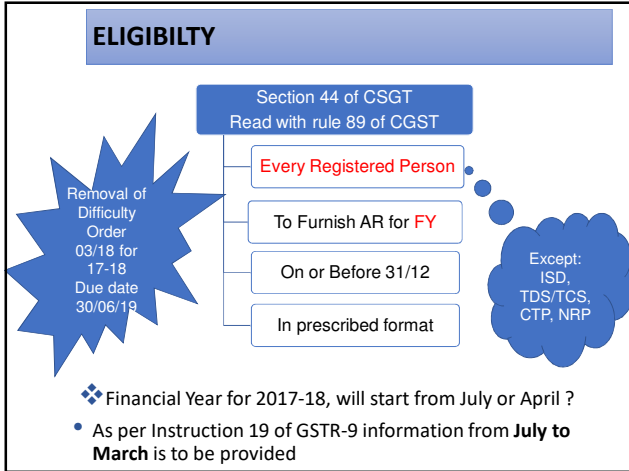 ELIGIBILTY
Section 44 of CSGT
Read with rule 89 of CGST
Every Registered Person
To Furnish AR for FY
On or Before 31/12
In prescribed format
Removal of
Difficulty
Order
03/18 for
17-18
Due date
30/06/19
Except:
ISD,
TDS/TCS,
CTP, NRP
❖ Financial Year for 2017-18, will start from July or April ?
• As per Instruction 19 of GSTR-9 information from July to
March is to be provided